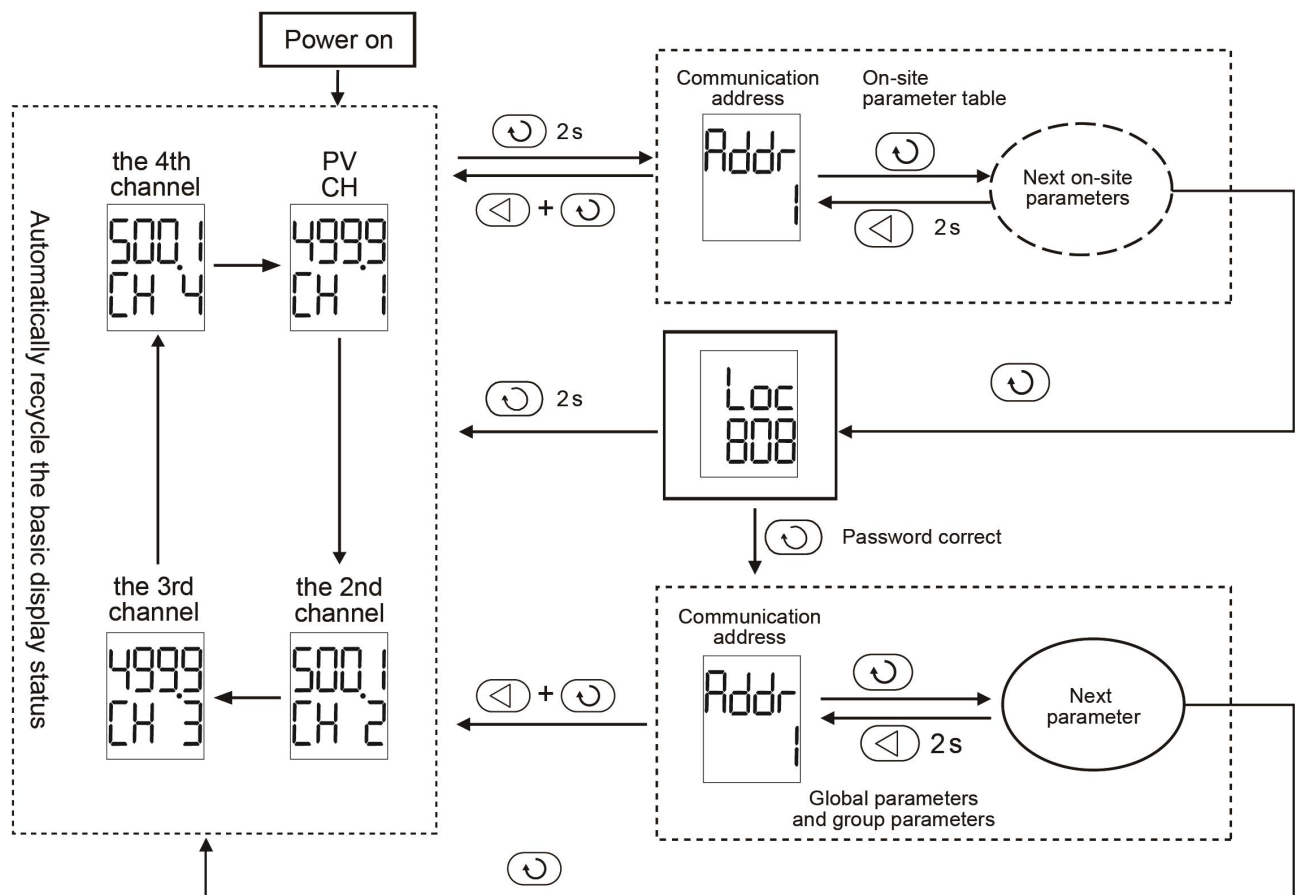 Power on
Automatically recycle the basic display status
the 4th
channel
500.1
CH 4
PV
CH
499.9
CH 1
the 3rd
channel
499.9
CH 3
the 2nd
channel
500.1
CH 2
2s
+
Communication
address
Addr
1
On-site
parameter table
2s
Next on-site
parameters
2s
Loc
808
Password correct
+
Communication
address
Addr
1
2s
Next
parameter
Global parameters
and group parameters